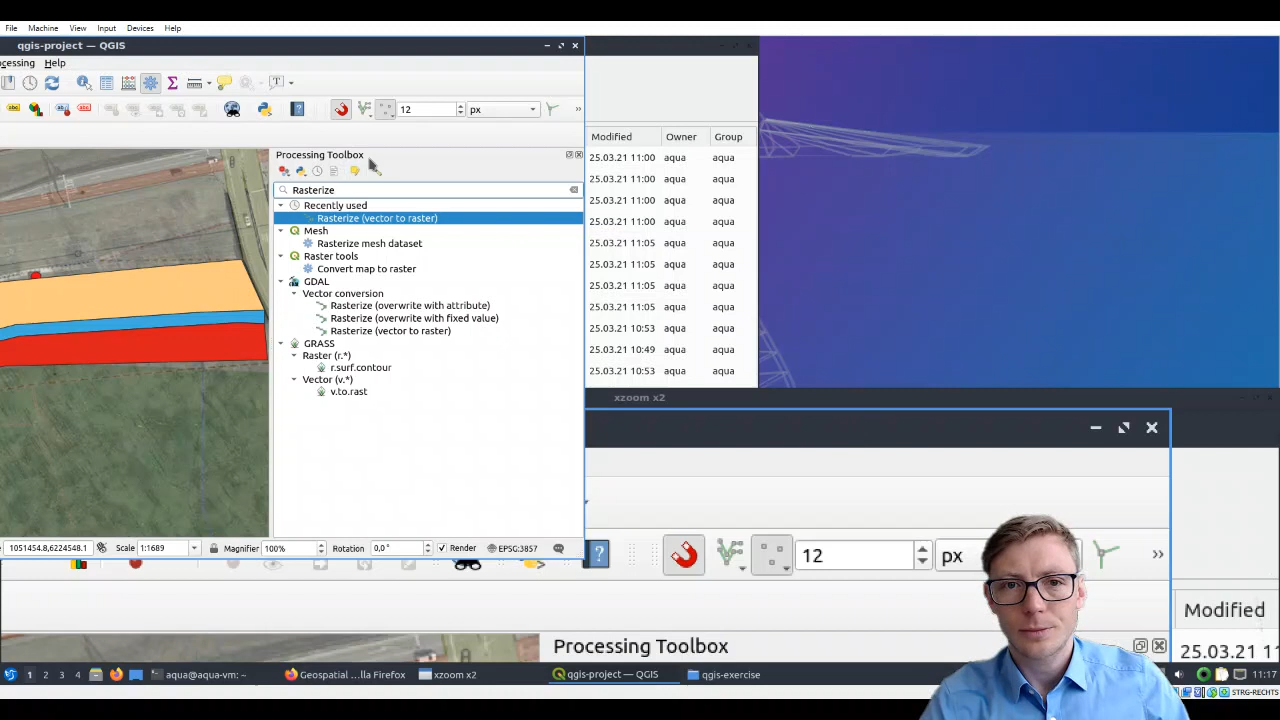 File Machine View Input Devices Help
qgis-project — QGIS
Help
12 px »
Processing Toolbox
Rasterize
Recently used
Rasterize (vector to raster)
Mesh
Rasterize mesh dataset
Raster tools
Convert map to raster
GDAL
Vector conversion
Rasterize (overwrite with attribute)
Rasterize (overwrite with fixed value)
Rasterize (vector to raster)
GRASS
Raster (r.*)
r.surf.contour
Vector (v.*)
v.to.rast
1051454.8,6224548.1 Scale 1:1689 Magnifier 100% Rotation 0,0° Render EPSG:3857
Modified Owner Group
25.03.21 11:00 aqua aqua
25.03.21 11:00 aqua aqua
25.03.21 11:00 aqua aqua
25.03.21 11:00 aqua aqua
25.03.21 11:05 aqua aqua
25.03.21 11:05 aqua aqua
25.03.21 11:05 aqua aqua
25.03.21 11:05 aqua aqua
25.03.21 10:53 aqua aqua
25.03.21 10:49 aqua aqua
25.03.21 10:53 aqua aqua
xzoom x2
12 px »
Modified
Processing Toolbox
25.03.21
1 2 3 4 aqua@aqua-vm: ~ Geospatial ...lla Firefox xzoom x2 qgis-project — QGIS qgis-exercise 11:17
STRG-RECHTS